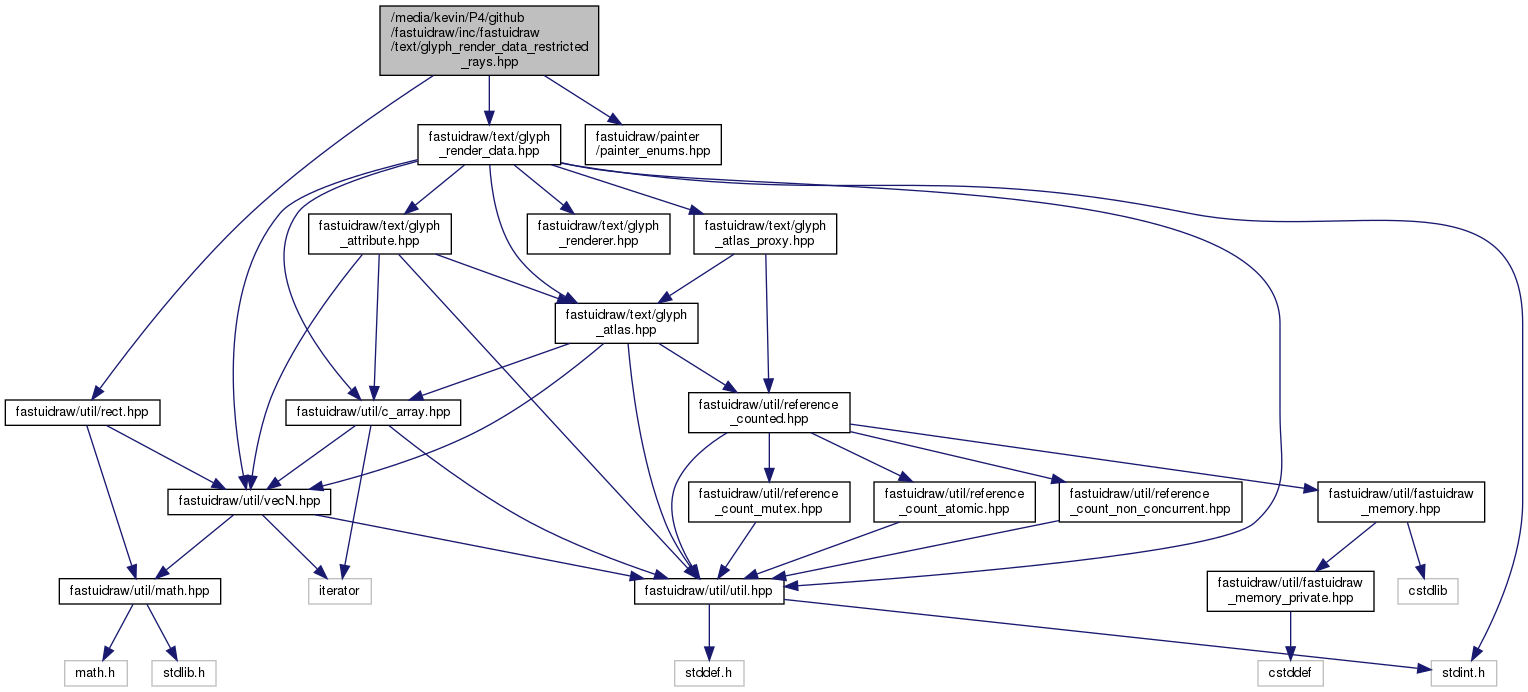 /media/kevin/P4/github
/fastuidraw/inc/fastuidraw
/text/glyph_render_data_restricted
_rays.hpp
fastuidraw/text/glyph
_render_data.hpp
fastuidraw/painter
/painter_enums.hpp
fastuidraw/text/glyph
_attribute.hpp
fastuidraw/text/glyph
_renderer.hpp
fastuidraw/text/glyph
_atlas_proxy.hpp
fastuidraw/text/glyph
_atlas.hpp
fastuidraw/util/rect.hpp
fastuidraw/util/c_array.hpp
fastuidraw/util/reference
_counted.hpp
fastuidraw/util/vecN.hpp
fastuidraw/util/reference
_count_mutex.hpp
fastuidraw/util/reference
_count_atomic.hpp
fastuidraw/util/reference
_count_non_concurrent.hpp
fastuidraw/util/fastuidraw
_memory.hpp
fastuidraw/util/math.hpp
iterator
fastuidraw/util/util.hpp
fastuidraw/util/fastuidraw
_memory_private.hpp
cstdlib
math.h
stdlib.h
stddef.h
cstddef
stdint.h